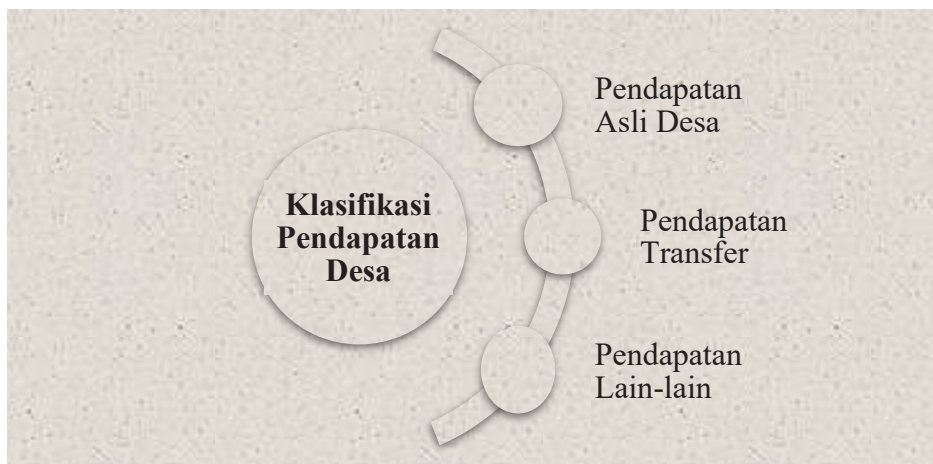 Klasifikasi
Pendapatan
Desa
Pendapatan
Asli Desa
Pendapatan
Transfer
Pendapatan
Lain-lain